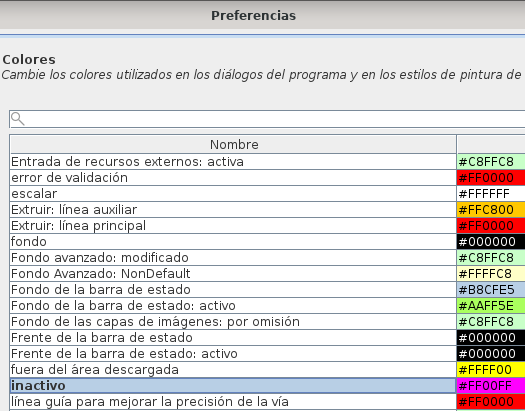 Preferencias
Colores
Cambie los colores utilizados en los diálogos del programa y en los estilos de pintura de
Nombre
Entrada de recursos externos: activa #C8FFC8
error de validación #FF0000
escalar #FFFFFF
Extruir: línea auxiliar #FFC800
Extruir: línea principal #FF0000
fondo #000000
Fondo avanzado: modificado #C8FFC8
Fondo Avanzado: NonDefault #FFFFC8
Fondo de la barra de estado #B8CFE5
Fondo de la barra de estado: activo #AAFF5E
Fondo de las capas de imágenes: por omisión #C8FFC8
Frente de la barra de estado #000000
Frente de la barra de estado: activo #000000
fuera del área descargada #FFFF00
inactivo #FF00FF
línea guía para mejorar la precisión de la vía #FF0000